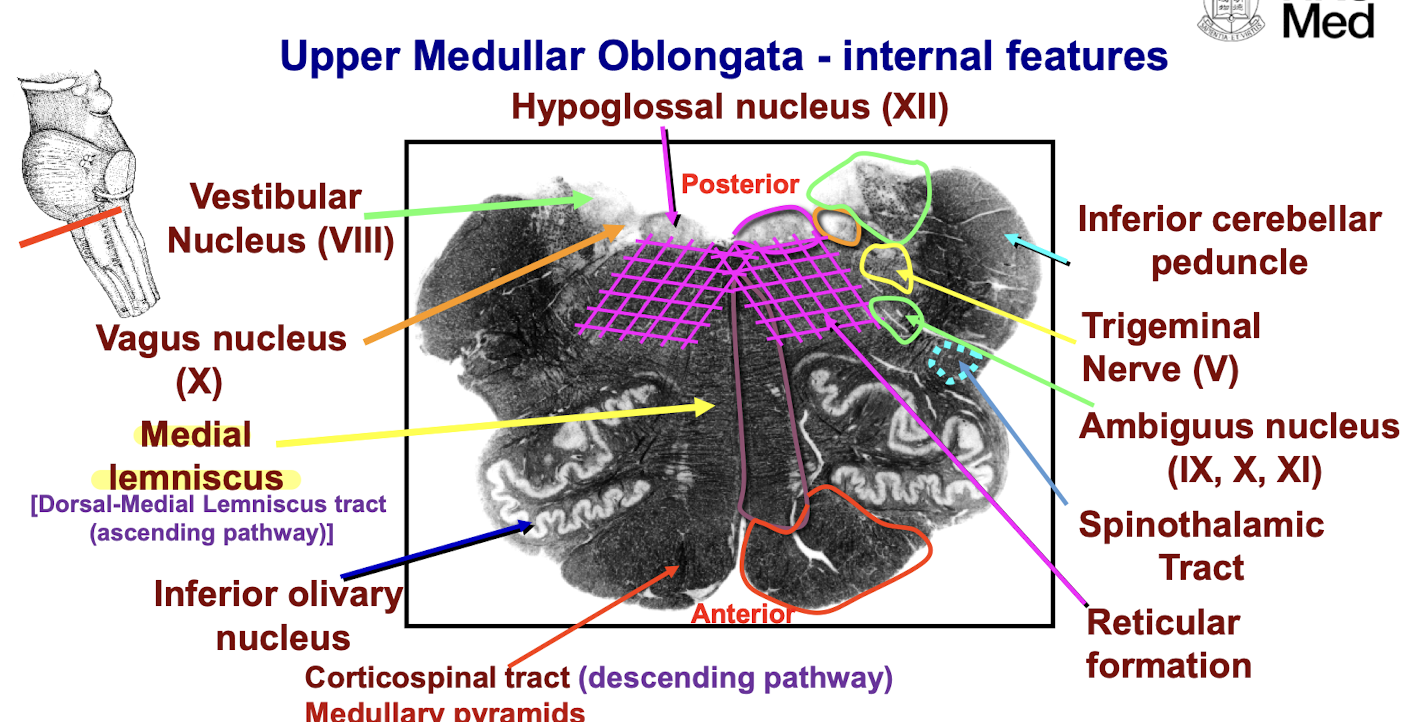 Med
Upper Medullar Oblongata - internal features
Hypoglossal nucleus (XII)
Posterior
Vestibular
Nucleus (VIII)
Inferior cerebellar
peduncle
Vagus nucleus
(X)
Trigeminal
Nerve (V)
Medial
lemniscus
[Dorsal-Medial Lemniscus tract
(ascending pathway)]
Ambiguus nucleus
(IX, X, XI)
Spinothalamic
Tract
Inferior olivary
nucleus
Anterior
Reticular
formation
Corticospinal tract (descending pathway)
Medullary pyramids